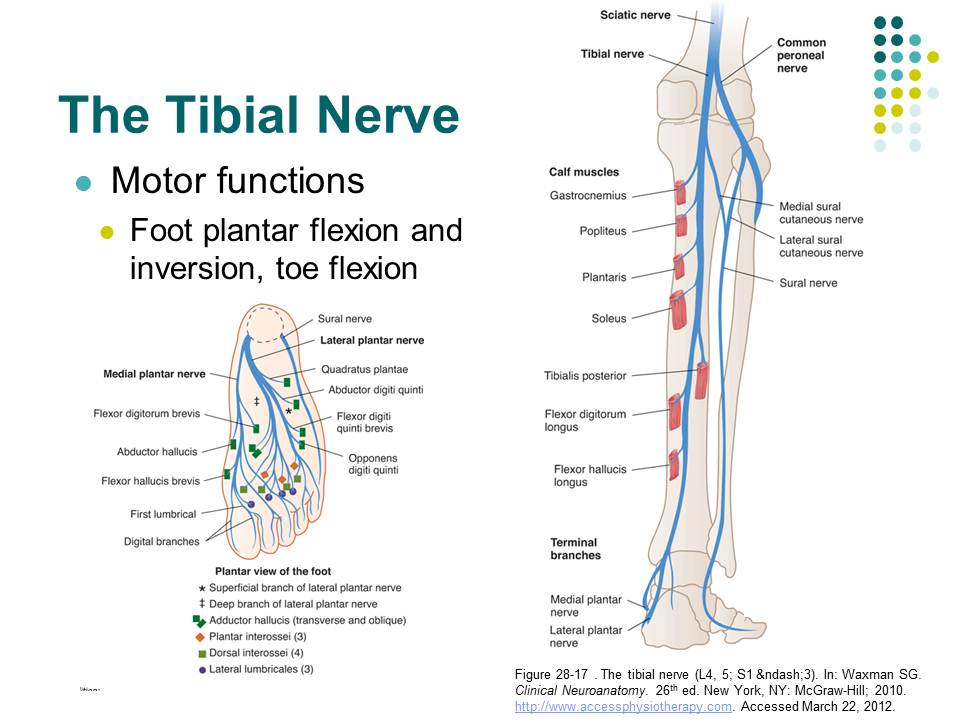 The Tibial Nerve
Motor functions
Foot plantar flexion and
inversion, toe flexion
Sural nerve
Lateral plantar nerve
Medial plantar nerve
Quadratus plantae
Abductor digiti quinti
Flexor digitorum brevis
Flexor digiti
quinti brevis
Abductor hallucis
Opponens
digiti quinti
Flexor hallucis brevis
First lumbrical
Digital branches
Plantar view of the foot
★ Superficial branch of lateral plantar nerve
‡ Deep branch of lateral plantar nerve
Adductor hallucis (transverse and oblique)
Plantar interossei (3)
Dorsal interossei (4)
Lateral lumbricales (3)
Sciatic nerve
Tibial nerve
Common
peroneal
nerve
Calf muscles
Gastrocnemius
Popliteus
Plantaris
Soleus
Medial sural
cutaneous nerve
Lateral sural
cutaneous nerve
Sural nerve
Tibialis posterior
Flexor digitorum
longus
Flexor hallucis
longus
Terminal
branches
Medial plantar
nerve
Lateral plantar
nerve
Figure 28-17 . The tibial nerve (L4, 5; S1 &ndash;3). In: Waxman SG.
Clinical Neuroanatomy. 26th ed. New York, NY: McGraw-Hill; 2010.
http://www.accessphysiotherapy.com. Accessed March 22, 2012.